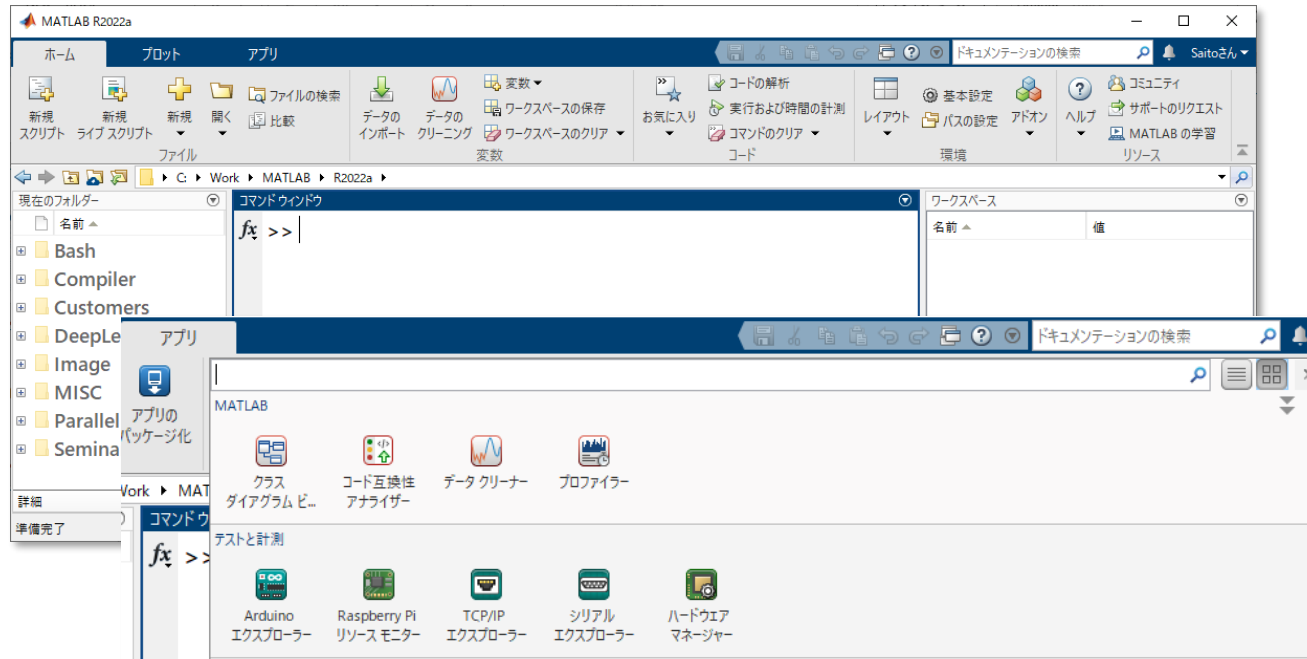 MATLAB R2022a
ホーム プロット アプリ ドキュメンテーションの検索 Saitoさん
新規
スクリプト
新規
ライブ スクリプト
新規
開く
ファイルの検索
比較
ファイル
データの
インポート
データの
クリーニング
変数
ワークスペースの保存
ワークスペースのクリア
変数
お気に入り
コードの解析
実行および時間の計測
コマンドのクリア
コード
レイアウト
基本設定
パスの設定
アドオン
環境
ヘルプ
コミュニティ
サポートのリクエスト
MATLAB の学習
リソース
C: Work MATLAB R2022a
現在のフォルダー
名前
Bash
Compiler
Customers
DeepLe
Image
MISC
Parallel
Semina
詳細
準備完了
コマンド ウィンドウ
fx >>
ワークスペース
名前 値
アプリ ドキュメンテーションの検索
アプリの
パッケージ化
Work MAT
コマンド ウ
fx >>
MATLAB
クラス
ダイアグラム ビ...
コード互換性
アナライザー
データ クリーナー
プロファイラー
テストと計測
Arduino
エクスプローラー
Raspberry Pi
リソース モニター
TCP/IP
エクスプローラー
シリアル
エクスプローラー
ハードウェア
マネージャー